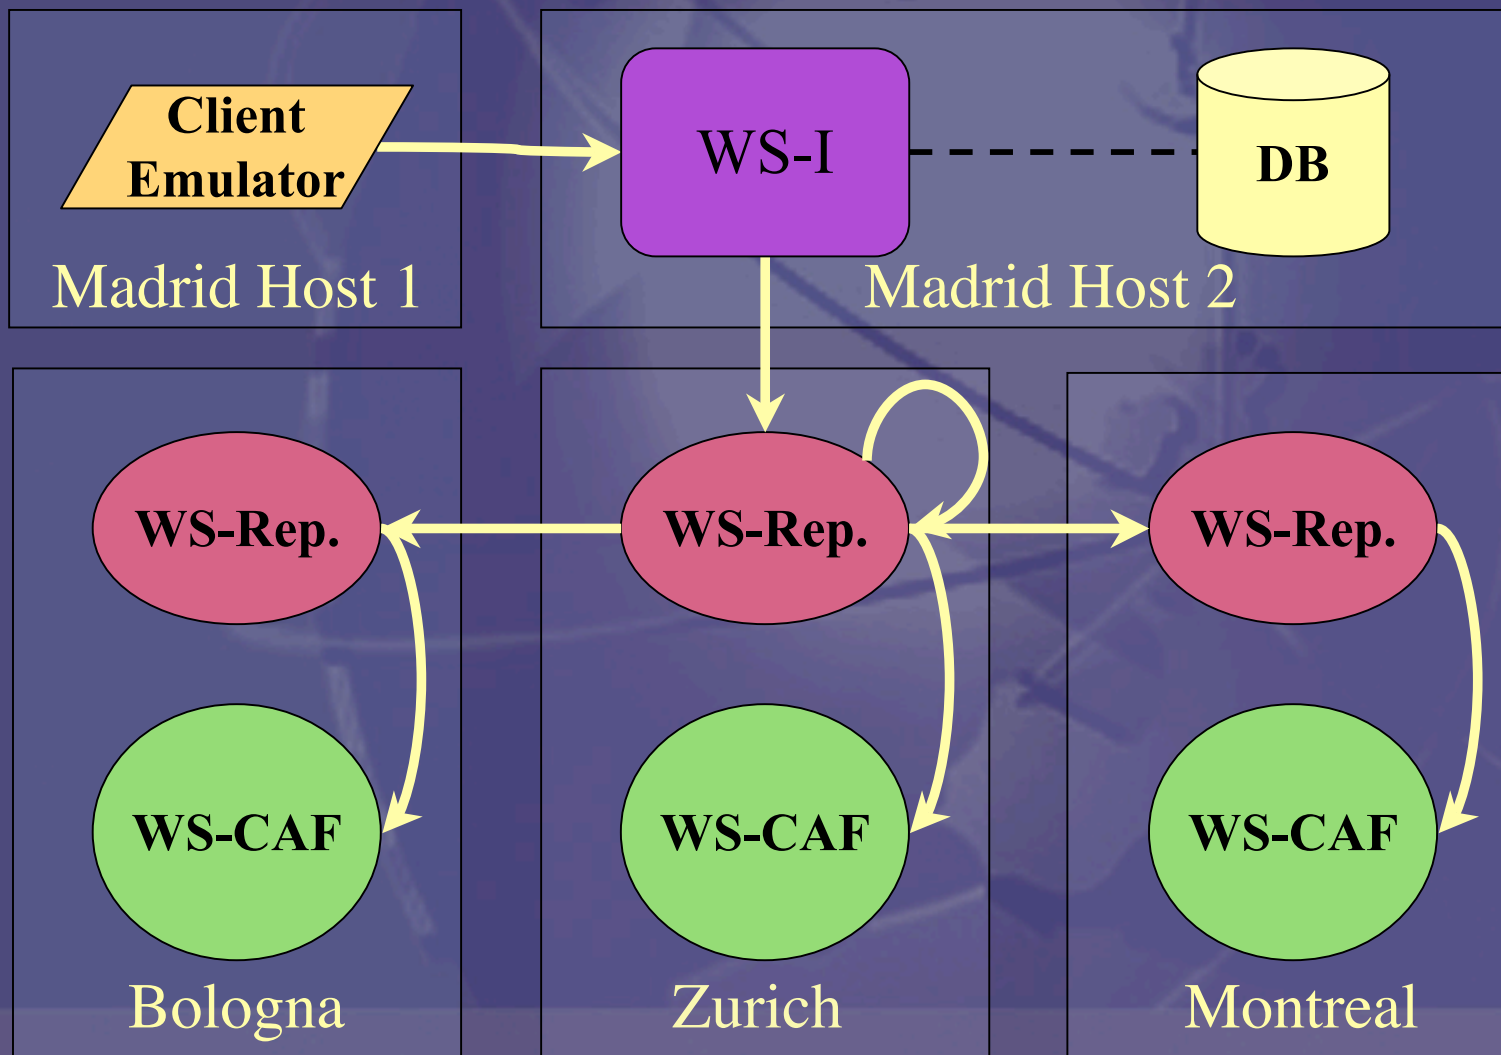 Client
Emulator
WS-I
DB
Madrid Host 1
Madrid Host 2
WS-Rep.
WS-Rep.
WS-Rep.
WS-CAF
WS-CAF
WS-CAF
Bologna
Zurich
Montreal